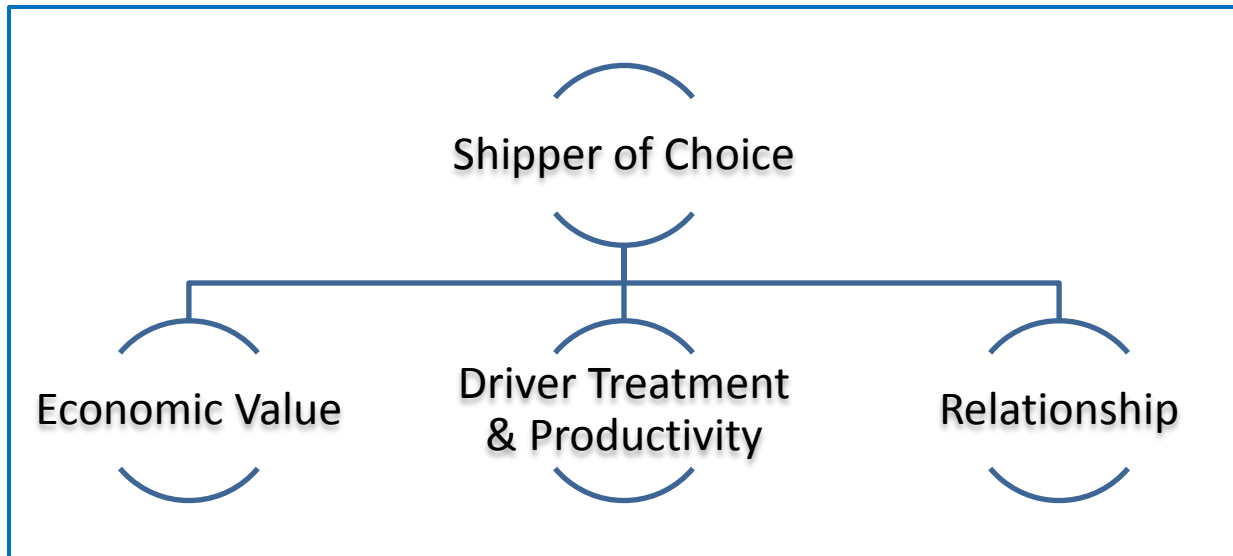 Shipper of Choice
Economic Value
Driver Treatment
& Productivity
Relationship